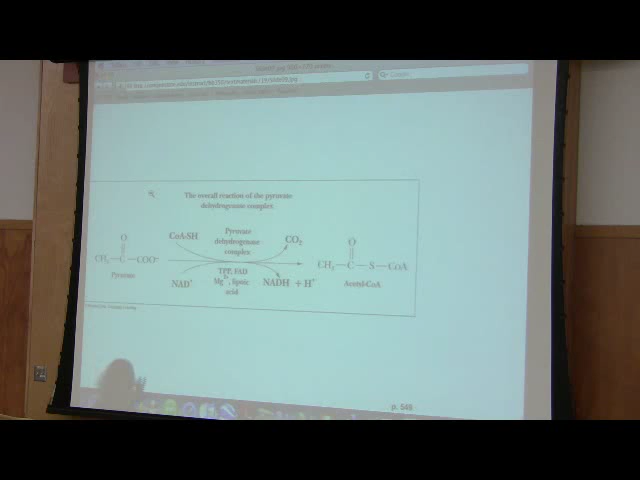 The overall reaction of the pyruvate
dehydrogenase complex
O
CoA-SH
Pyruvate
dehydrogenase
complex
CO2
O
CH3—C—COO⁻
CH3—C—S—CoA
Pyruvate
NAD⁺
TPP, FAD
Mg2+, lipoic
acid
NADH + H⁺
Acetyl-CoA
p. 548